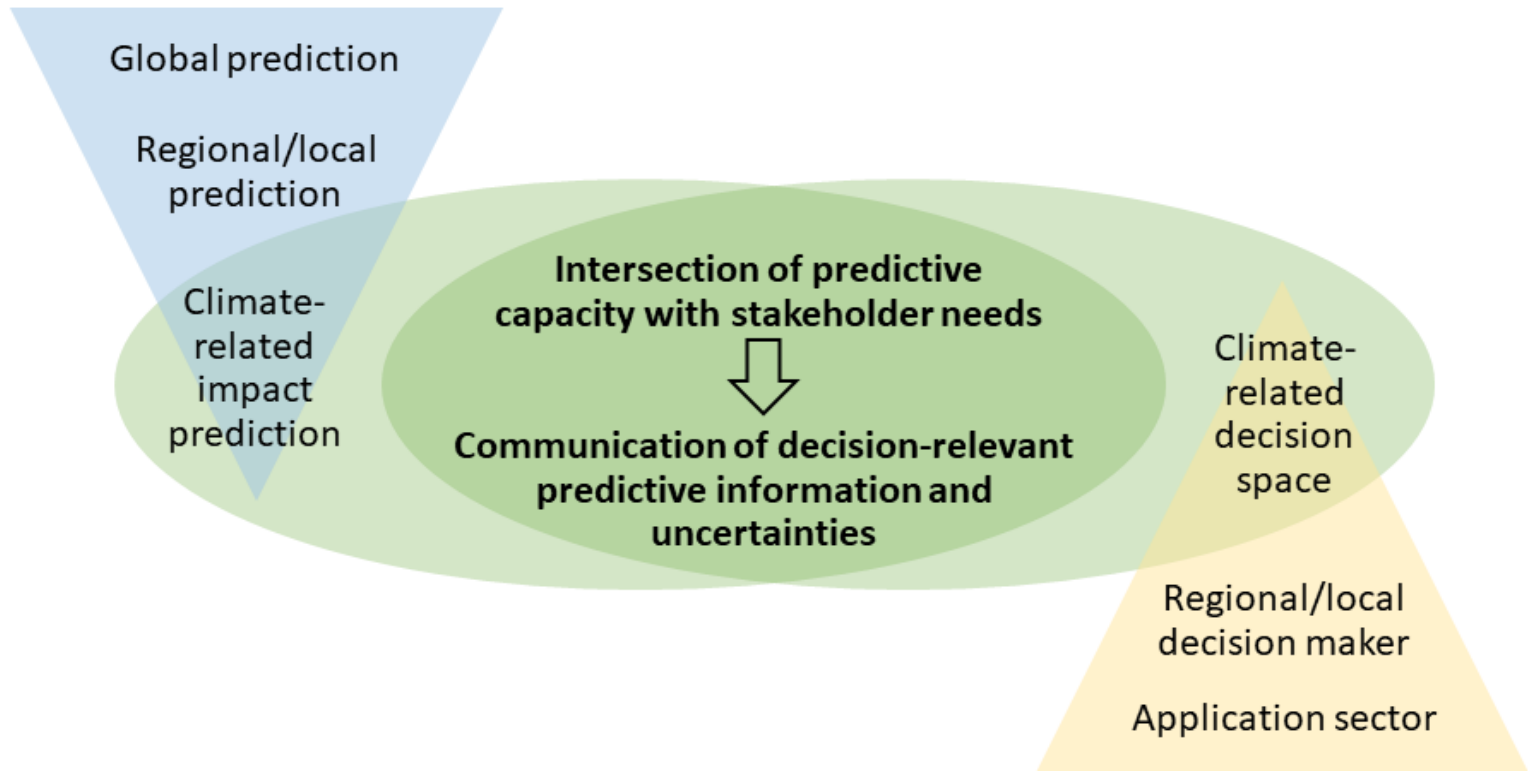 Global prediction
Regional/local
prediction
Climate-
related
impact
prediction
Intersection of predictive
capacity with stakeholder needs
Communication of decision-relevant
predictive information and
uncertainties
Climate-
related
decision
space
Regional/local
decision maker
Application sector